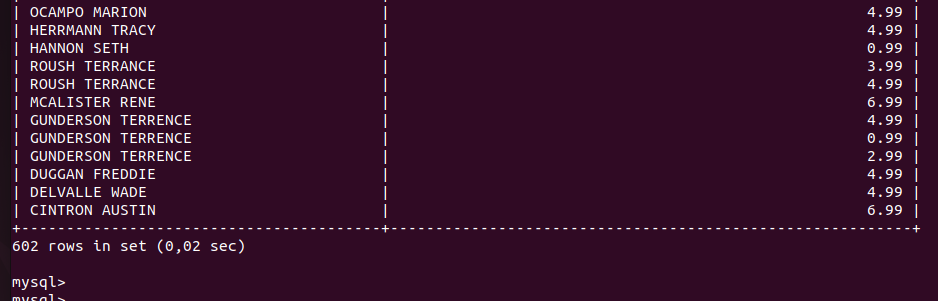 | OCAMPO MARION | 4.99 |
| HERRMANN TRACY | 4.99 |
| HANNON SETH | 0.99 |
| ROUSH TERRANCE | 3.99 |
| ROUSH TERRANCE | 4.99 |
| MCALISTER RENE | 6.99 |
| GUNDERSON TERRENCE | 4.99 |
| GUNDERSON TERRENCE | 0.99 |
| GUNDERSON TERRENCE | 2.99 |
| DUGGAN FREDDIE | 4.99 |
| DELVALLE WADE | 4.99 |
| CINTRON AUSTIN | 6.99 |
+----------------------------------------+----------------------------------------------------------+
602 rows in set (0,02 sec)
mysql>
mysql>